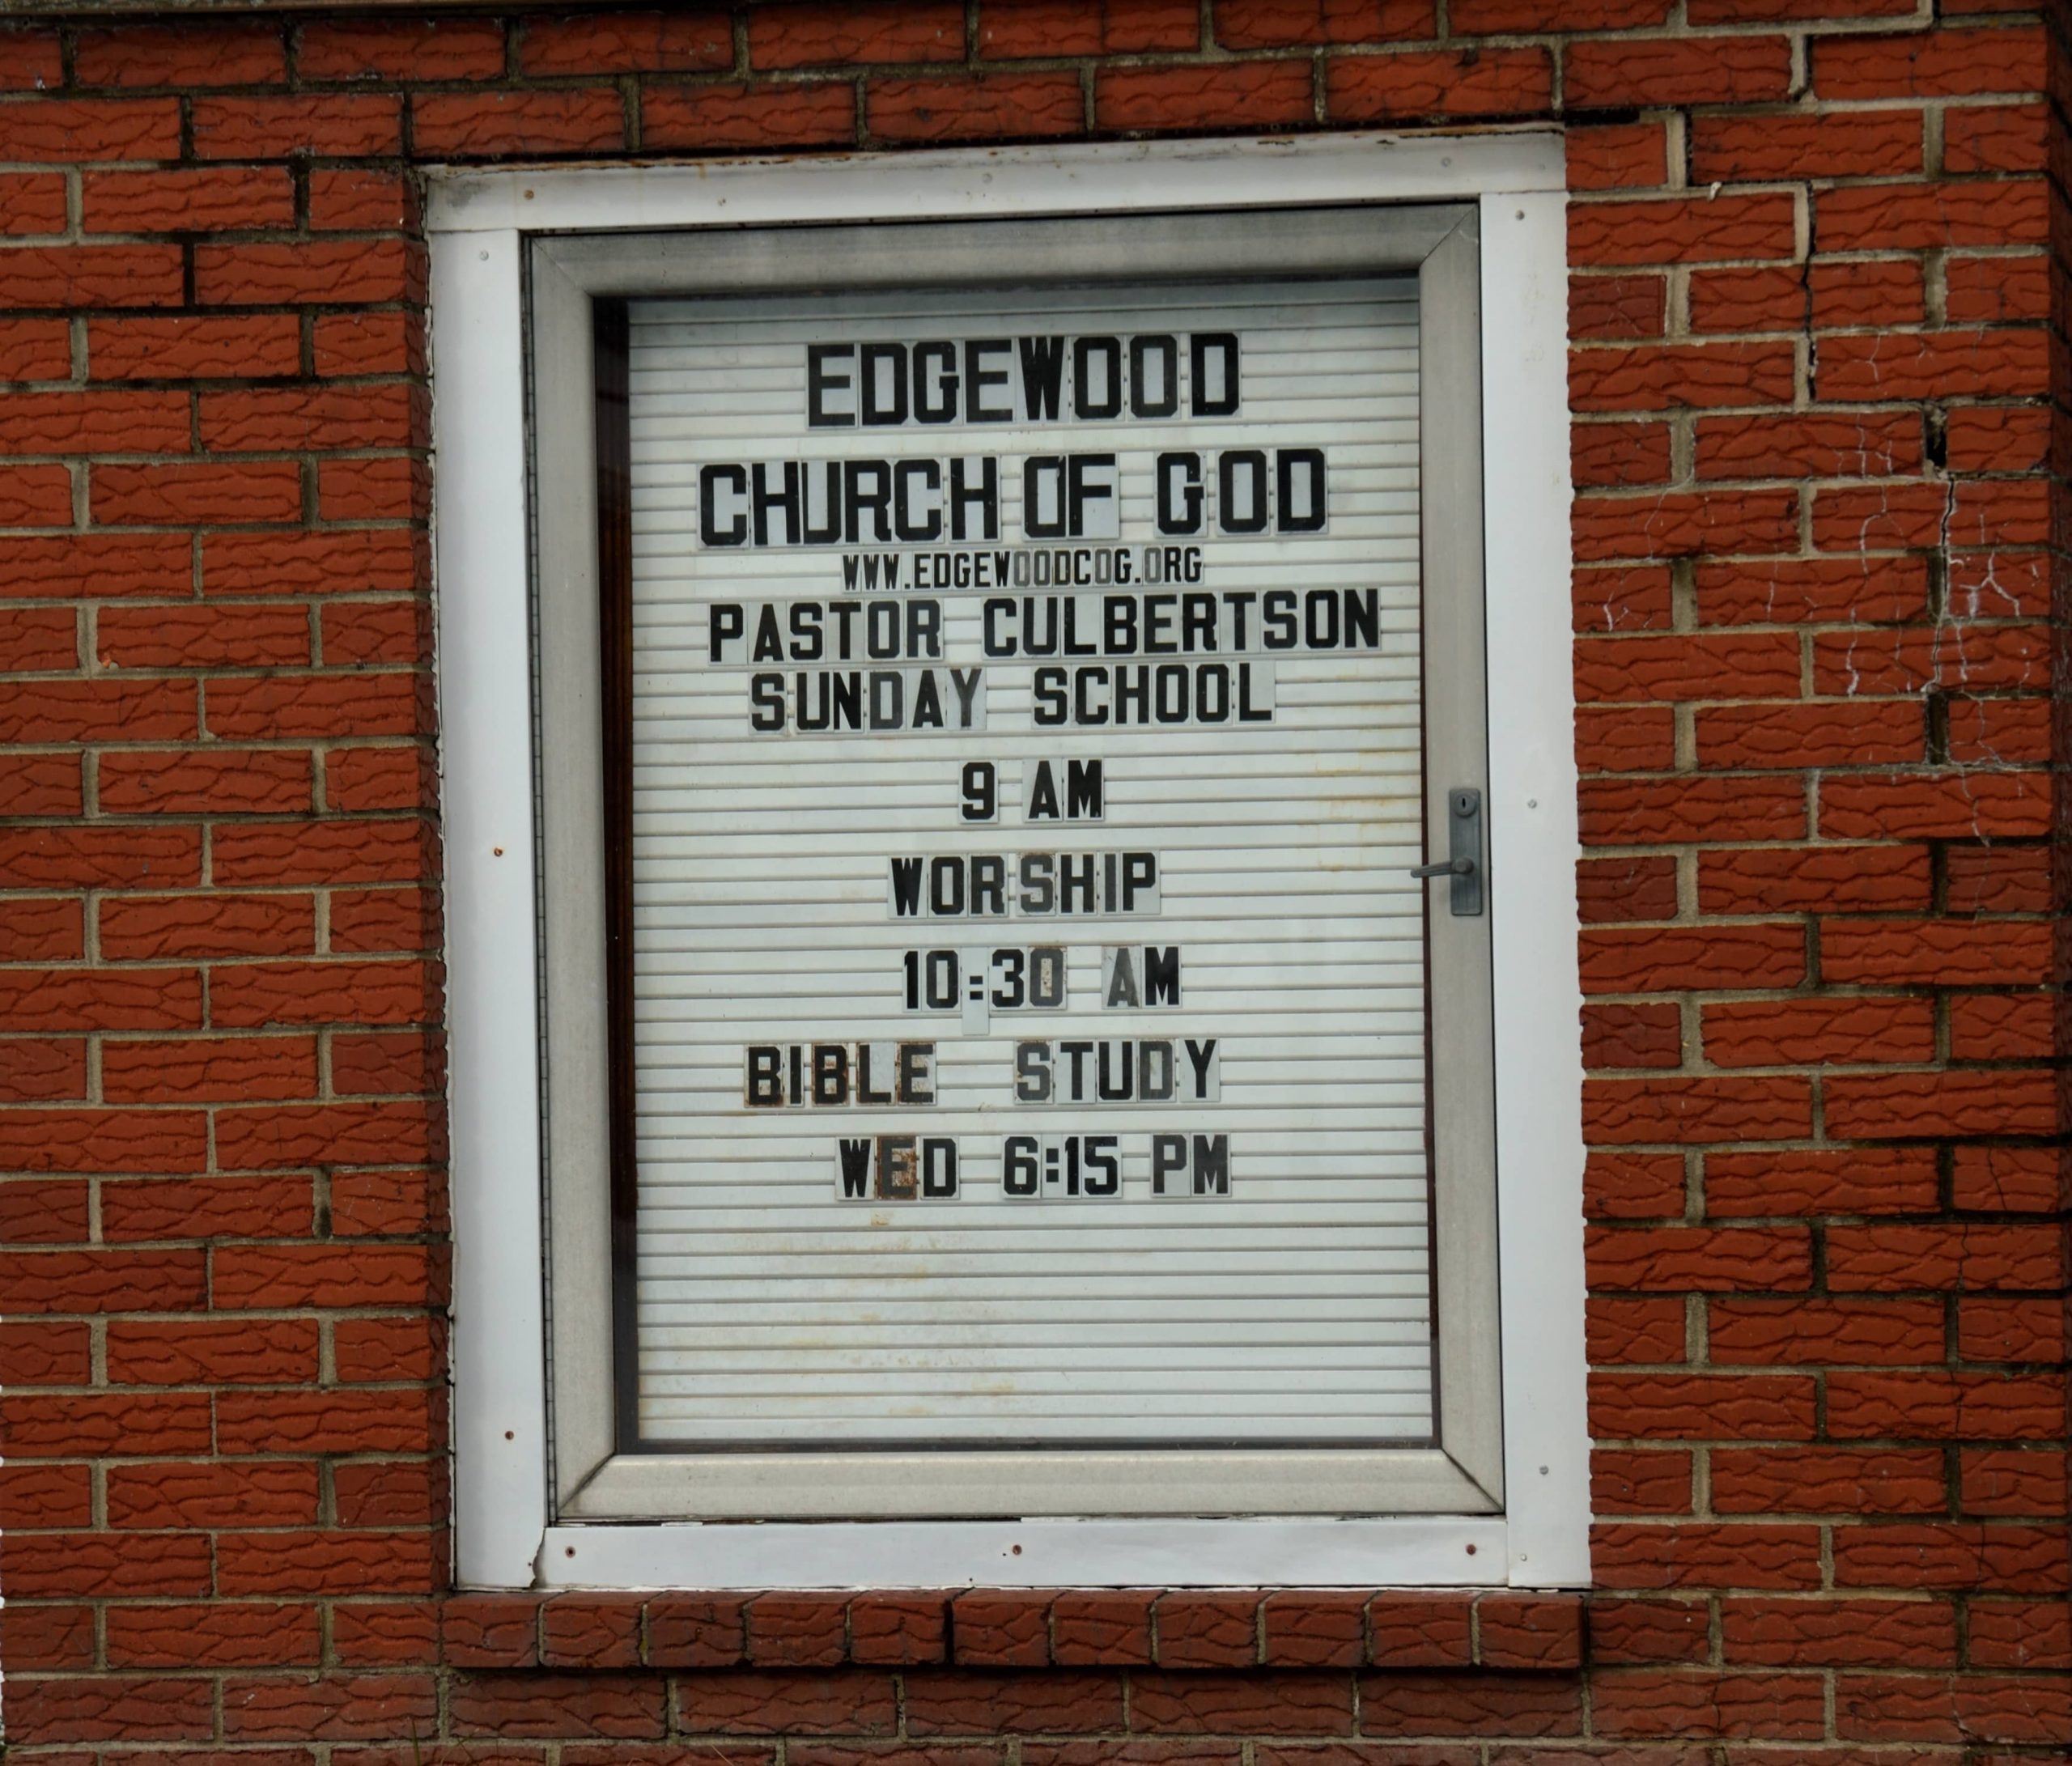 EDGEWOOD
CHURCH OF GOD
WWW.EDGEWOODCOG.ORG
PASTOR CULBERTSON
SUNDAY SCHOOL
9 AM
WORSHIP
10:30 AM
BIBLE STUDY
WED 6:15 PM